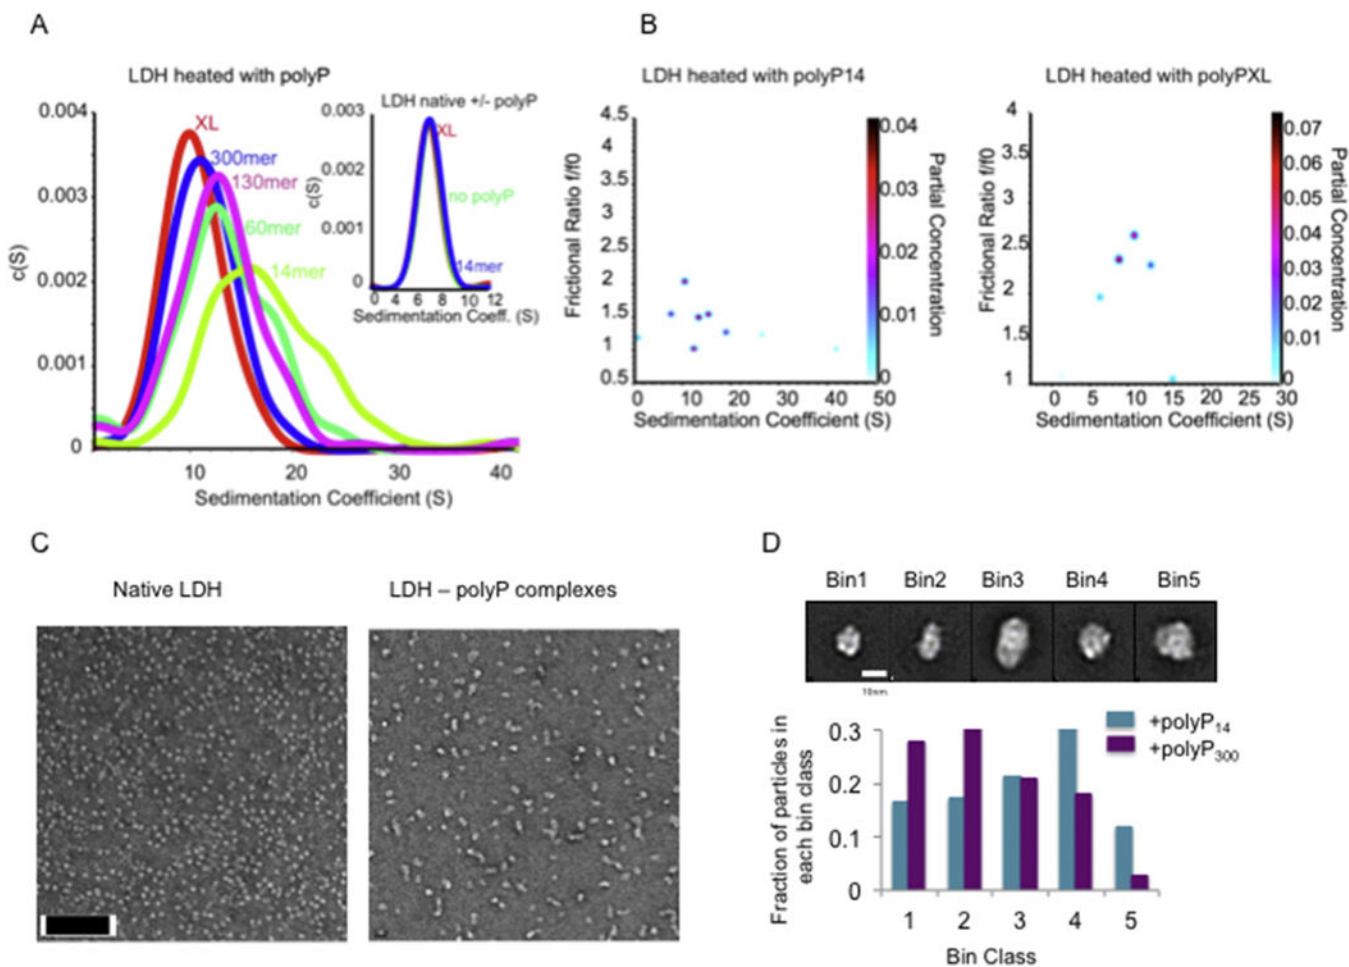 A
LDH heated with polyP
0.004
0.003
0.002
0.001
0
c(S)
XL
300mer
130mer
60mer
14mer
10
20
30
40
Sedimentation Coefficient (S)
LDH native +/- polyP
0.003
0.002
0.001
0
c(S)
XL
no polyP
14mer
0 4 6 8 10 12
Sedimentation Coeff. (S)
B
LDH heated with polyP14
4.5
4
3.5
3
2.5
2
1.5
1
0.5
Frictional Ratio f/f0
0 10 20 30 40 50
Sedimentation Coefficient (S)
0.04
0.03
0.02
0.01
0
Partial Concentration
LDH heated with polyPXL
4
3.5
3
2.5
2
1.5
1
Frictional Ratio f/f0
0 5 10 15 20 25 30
Sedimentation Coefficient (S)
0.07
0.06
0.05
0.04
0.03
0.02
0.01
0
Partial Concentration
C
Native LDH
LDH – polyP complexes
D
Bin1 Bin2 Bin3 Bin4 Bin5
10nm
Fraction of particles in
each bin class
0.3
0.2
0.1
0
+polyP14
+polyP300
1 2 3 4 5
Bin Class